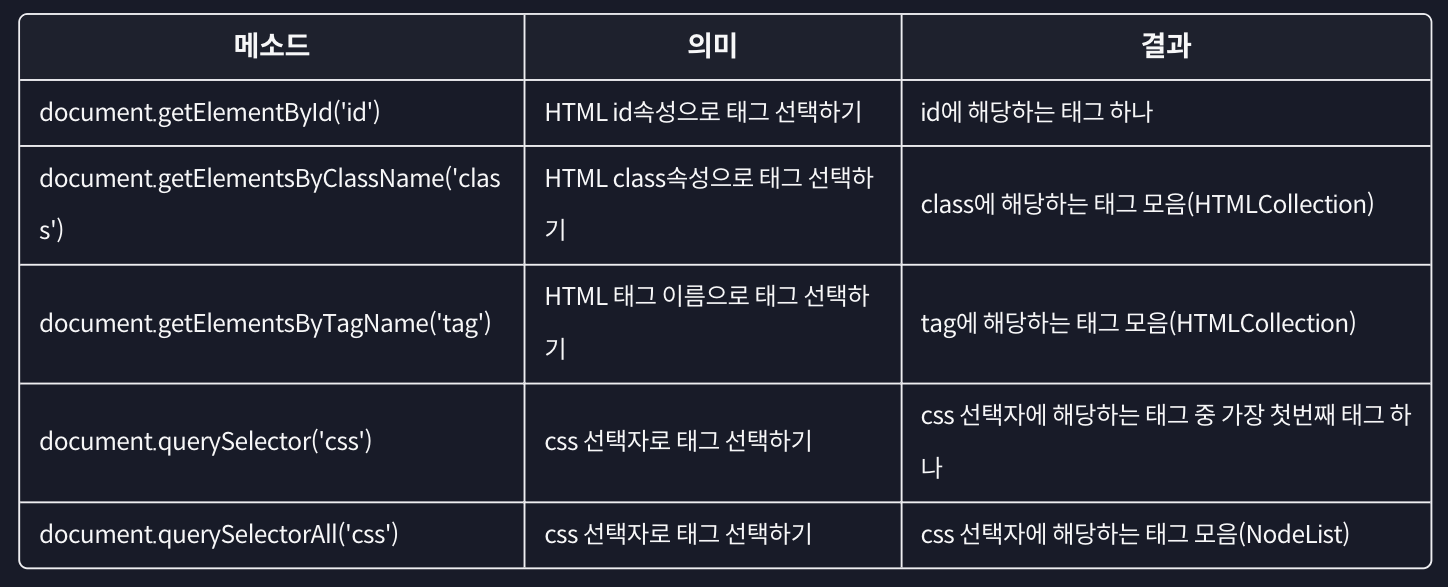 메소드 의미 결과
document.getElementById('id') HTML id속성으로 태그 선택하기 id에 해당하는 태그 하나
document.getElementsByClassName('clas
s')
HTML class속성으로 태그 선택하
기
class에 해당하는 태그 모음(HTMLCollection)
document.getElementsByTagName('tag')
HTML 태그 이름으로 태그 선택하
기
tag에 해당하는 태그 모음(HTMLCollection)
document.querySelector('css')
css 선택자로 태그 선택하기
css 선택자에 해당하는 태그 중 가장 첫번째 태그 하
나
document.querySelectorAll('css') css 선택자로 태그 선택하기 css 선택자에 해당하는 태그 모음(NodeList)